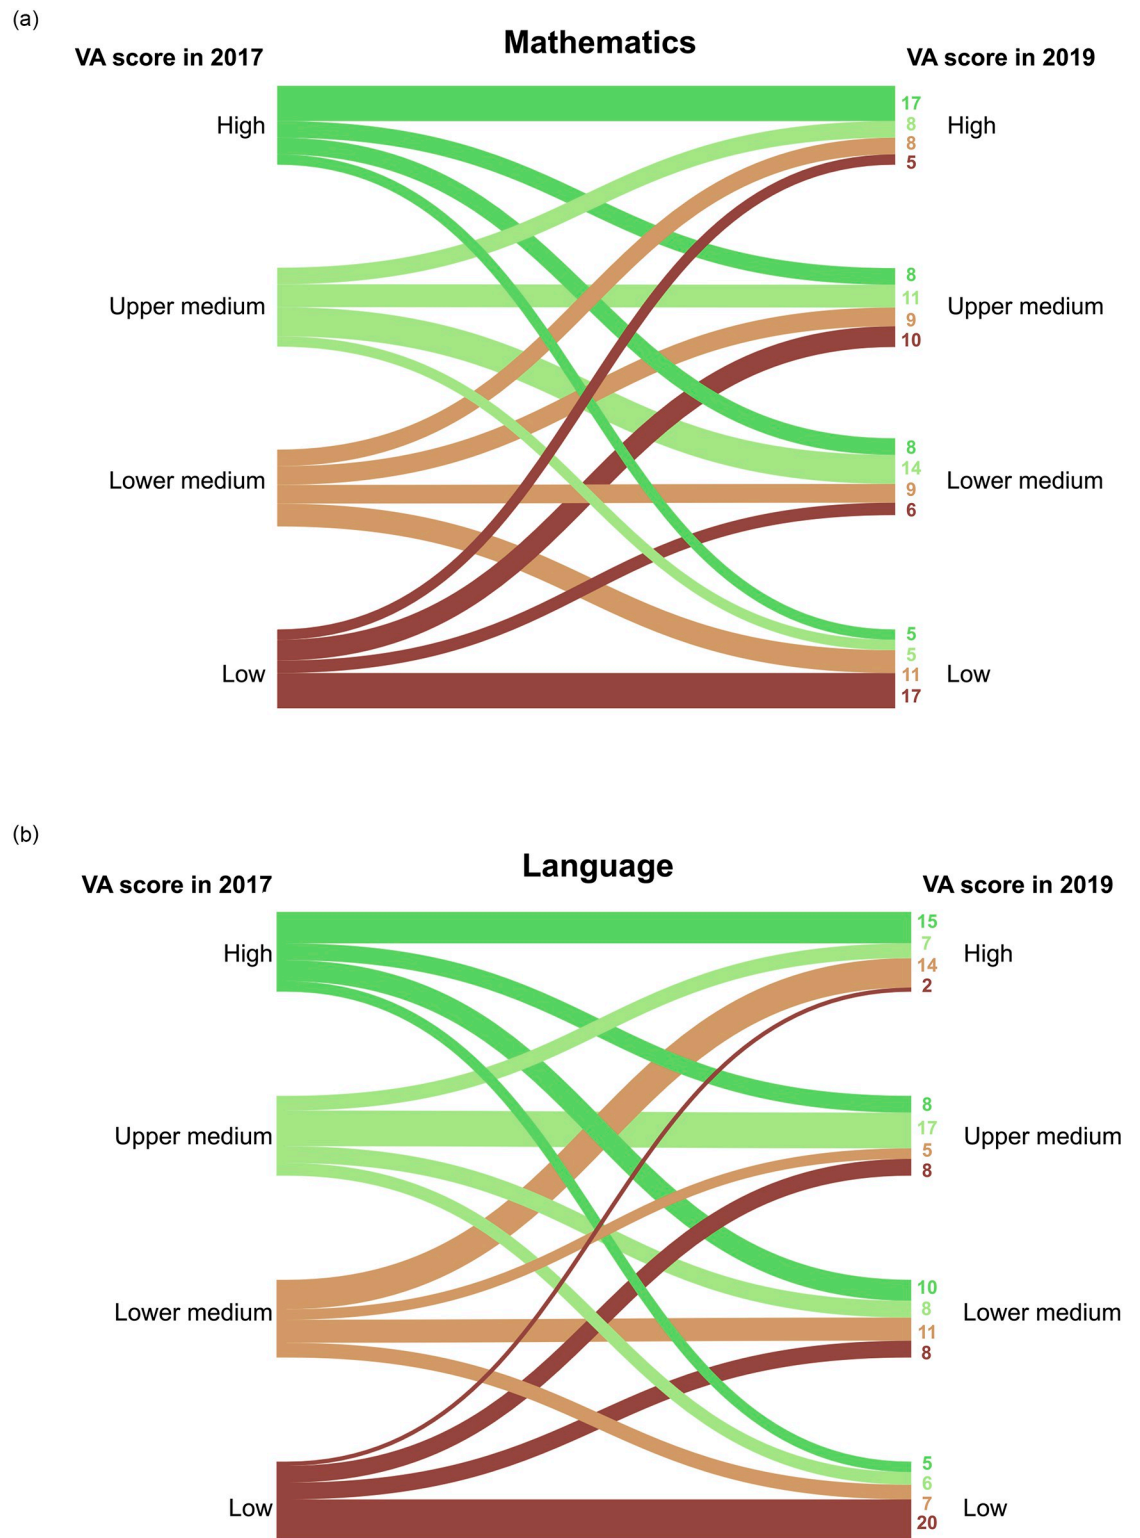 (a)
Mathematics
VA score in 2017
VA score in 2019
17
8
High
8
High
5
8
11
Upper medium
9
Upper medium
10
8
14
Lower medium
9
Lower medium
6
5
5
Low
11
Low
17
(b)
Language
VA score in 2017
VA score in 2019
15
7
High
14
High
2
8
17
Upper medium
5
Upper medium
8
10
8
Lower medium
11
Lower medium
8
5
6
Low
7
Low
20